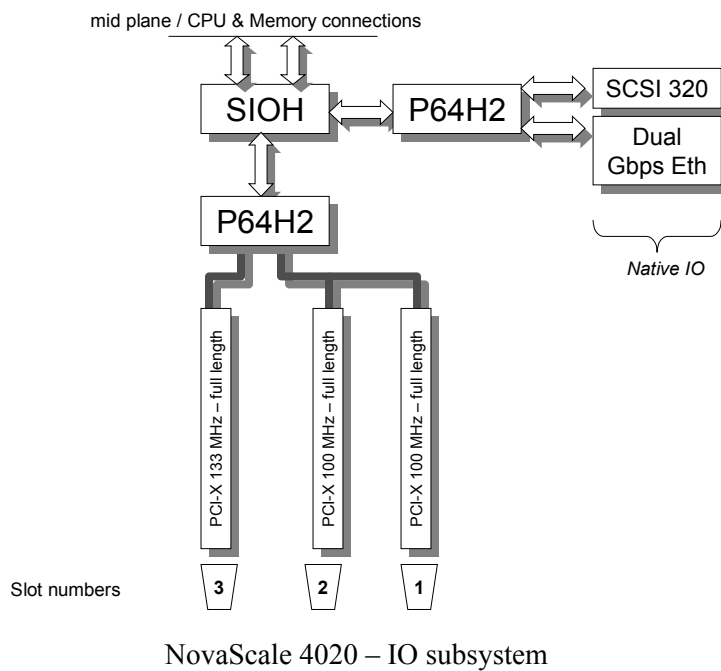 mid plane / CPU & Memory connections
SIOH
P64H2
SCSI 320
Dual
Gbps Eth
Native IO
P64H2
PCI-X 133 MHz – full length
PCI-X 100 MHz – full length
PCI-X 100 MHz – full length
Slot numbers
3
2
1
NovaScale 4020 – IO subsystem